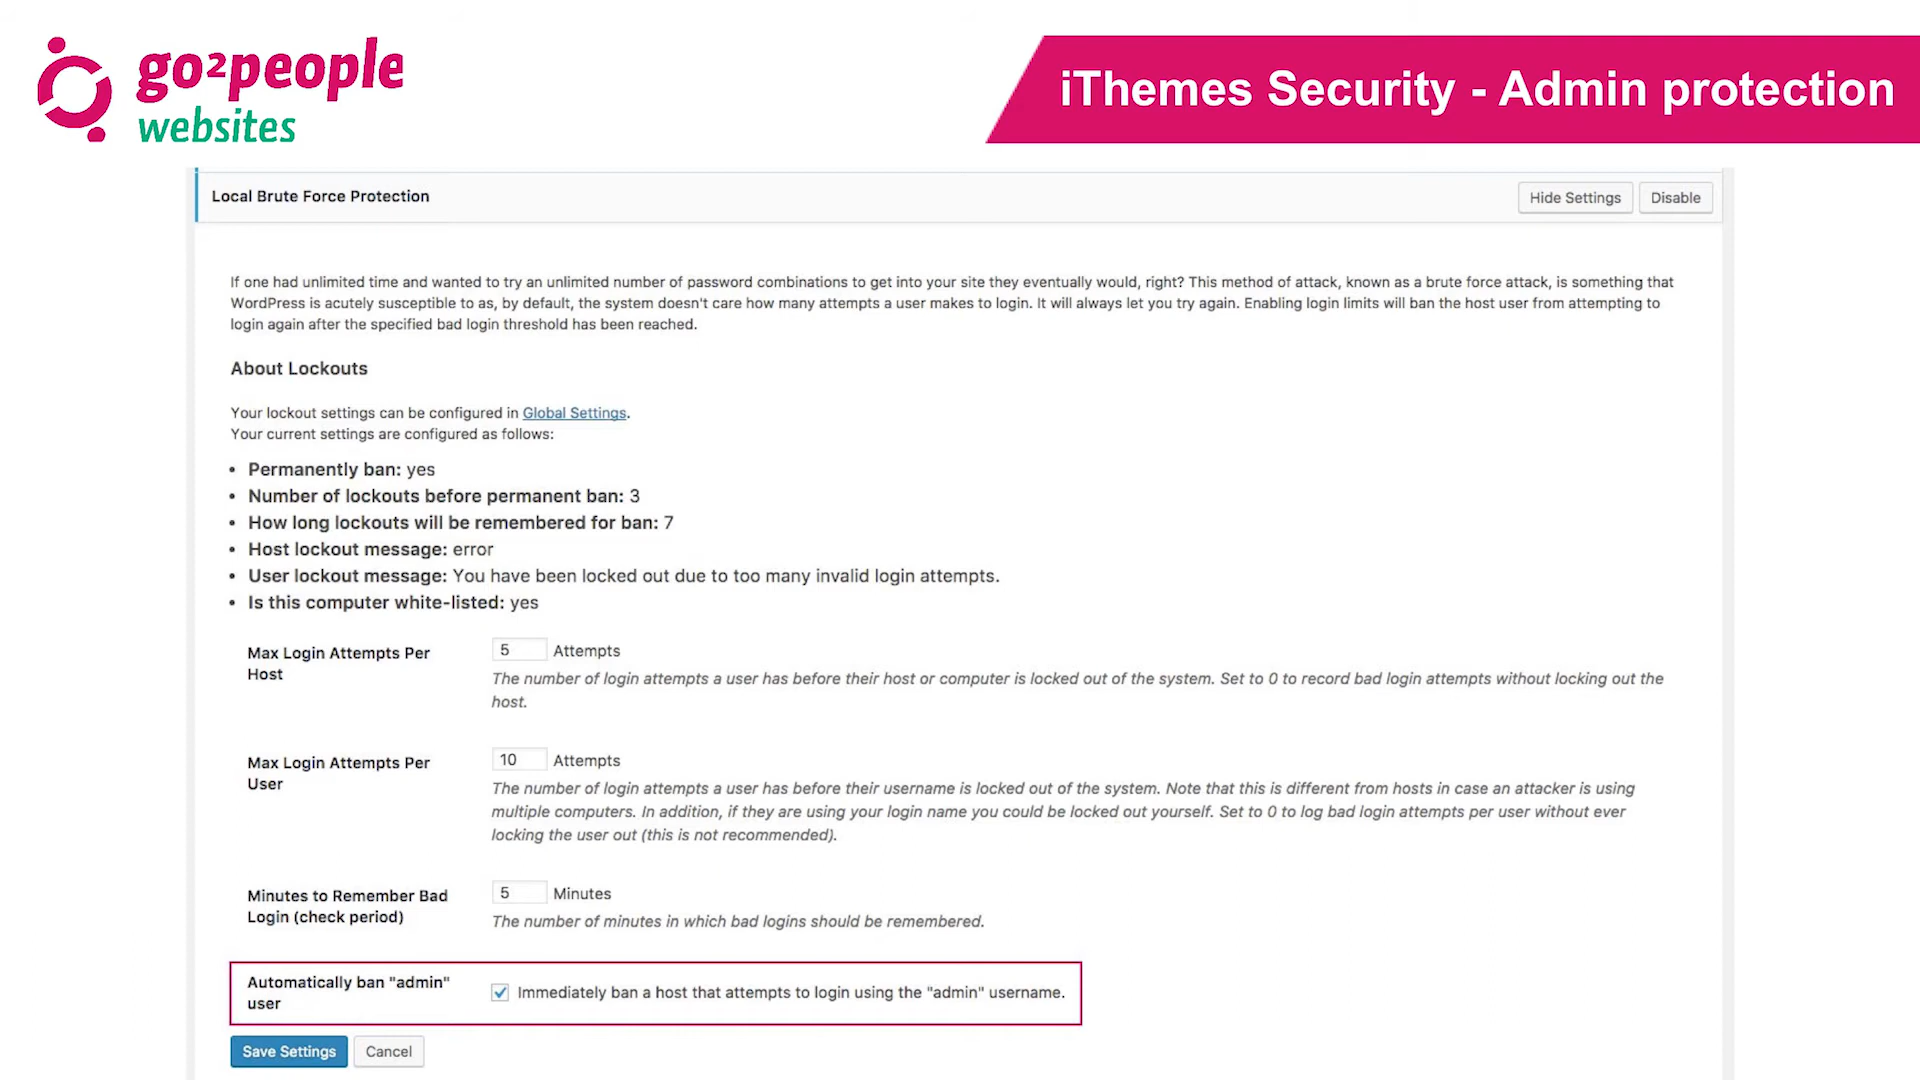 go2people
websites
iThemes Security - Admin protection
Local Brute Force Protection
Hide Settings
Disable
If one had unlimited time and wanted to try an unlimited number of password combinations to get into your site they eventually would, right? This method of attack, known as a brute force attack, is something that
WordPress is acutely susceptible to as, by default, the system doesn't care how many attempts a user makes to login. It will always let you try again. Enabling login limits will ban the host user from attempting to
login again after the specified bad login threshold has been reached.
About Lockouts
Your lockout settings can be configured in Global Settings.
Your current settings are configured as follows:
• Permanently ban: yes
• Number of lockouts before permanent ban: 3
• How long lockouts will be remembered for ban: 7
• Host lockout message: error
• User lockout message: You have been locked out due to too many invalid login attempts.
• Is this computer white-listed: yes
Max Login Attempts Per
Host
5 Attempts
The number of login attempts a user has before their host or computer is locked out of the system. Set to 0 to record bad login attempts without locking out the
host.
Max Login Attempts Per
User
10 Attempts
The number of login attempts a user has before their username is locked out of the system. Note that this is different from hosts in case an attacker is using
multiple computers. In addition, if they are using your login name you could be locked out yourself. Set to 0 to log bad login attempts per user without ever
locking the user out (this is not recommended).
Minutes to Remember Bad
Login (check period)
5 Minutes
The number of minutes in which bad logins should be remembered.
Automatically ban "admin"
user
Immediately ban a host that attempts to login using the "admin" username.
Save Settings
Cancel